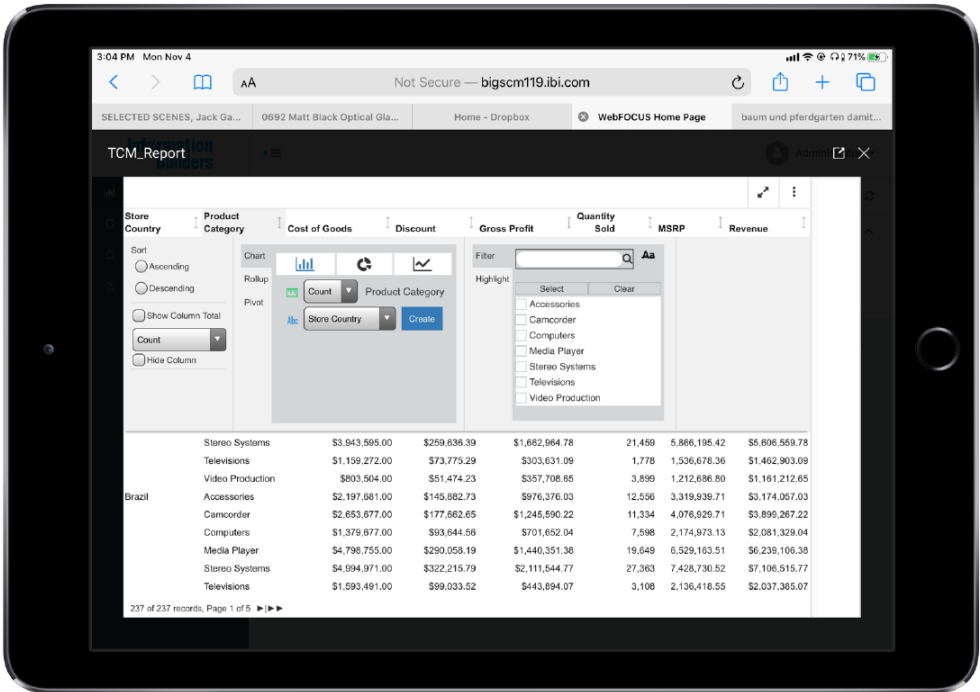 3:04 PM Mon Nov 4
71%
AA
Not Secure — bigscm119.ibi.com
SELECTED SCENES, Jack Ga...
0692 Matt Black Optical Gla...
Home - Dropbox
WebFOCUS Home Page
baum und pferdgarten damit...
TCM_Report
Information
Builders
Store Country
Product Category
Cost of Goods
Discount
Gross Profit
Quantity Sold
MSRP
Revenue
Sort
Ascending
Descending
Show Column Total
Count
Hide Column
Chart
Rollup
Pivot
Count Product Category
Abc Store Country Create
Filter
Highlight
Aa
Select Clear
Accessories
Camcorder
Computers
Media Player
Stereo Systems
Televisions
Video Production
Stereo Systems $3,943,595.00 $259,636.39 $1,662,964.78 21,459 5,866,195.42 $5,606,559.78
Televisions $1,159,272.00 $73,775.29 $303,631.09 1,778 1,536,678.36 $1,462,903.09
Video Production $803,504.00 $51,474.23 $357,708.65 3,899 1,212,686.80 $1,161,212.65
Brazil Accessories $2,197,681.00 $145,882.73 $976,376.03 12,556 3,319,939.71 $3,174,057.03
Camcorder $2,653,677.00 $177,662.65 $1,245,590.22 11,334 4,076,929.71 $3,899,267.22
Computers $1,379,677.00 $93,644.56 $701,652.04 7,598 2,174,973.13 $2,081,329.04
Media Player $4,798,755.00 $290,058.19 $1,440,351.38 19,649 6,529,163.51 $6,239,106.38
Stereo Systems $4,994,971.00 $322,215.79 $2,111,544.77 27,363 7,428,730.52 $7,106,515.77
Televisions $1,593,491.00 $99,033.52 $443,894.07 3,108 2,136,418.55 $2,037,385.07
237 of 237 records, Page 1 of 5